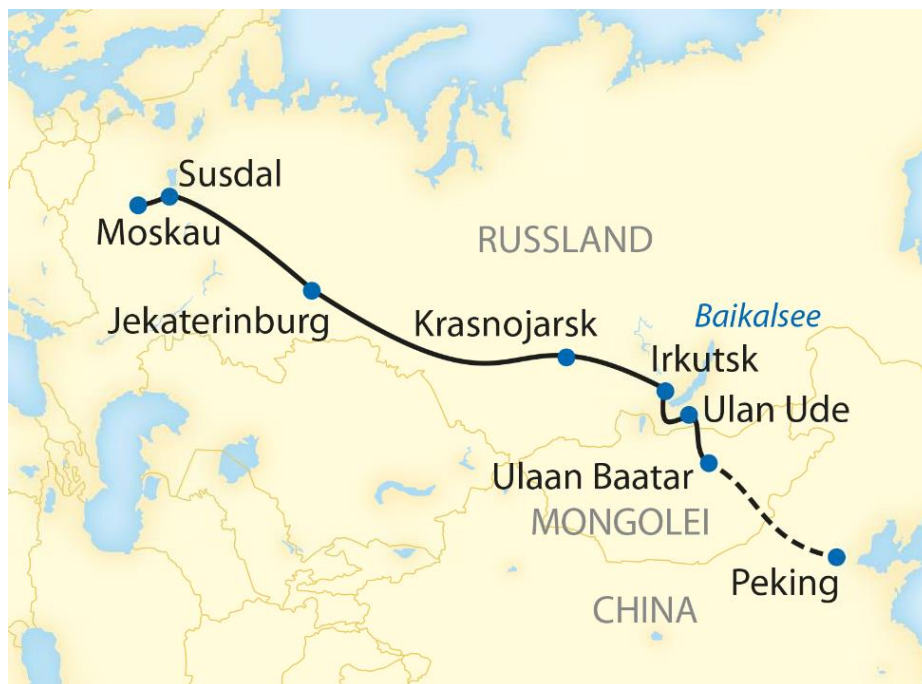 Susdal
Moskau
RUSSLAND
Jekaterinburg
Krasnojarsk
Baikalsee
Irkutsk
Ulan Ude
Ulaan Baatar
MONGOLEI
Peking
CHINA